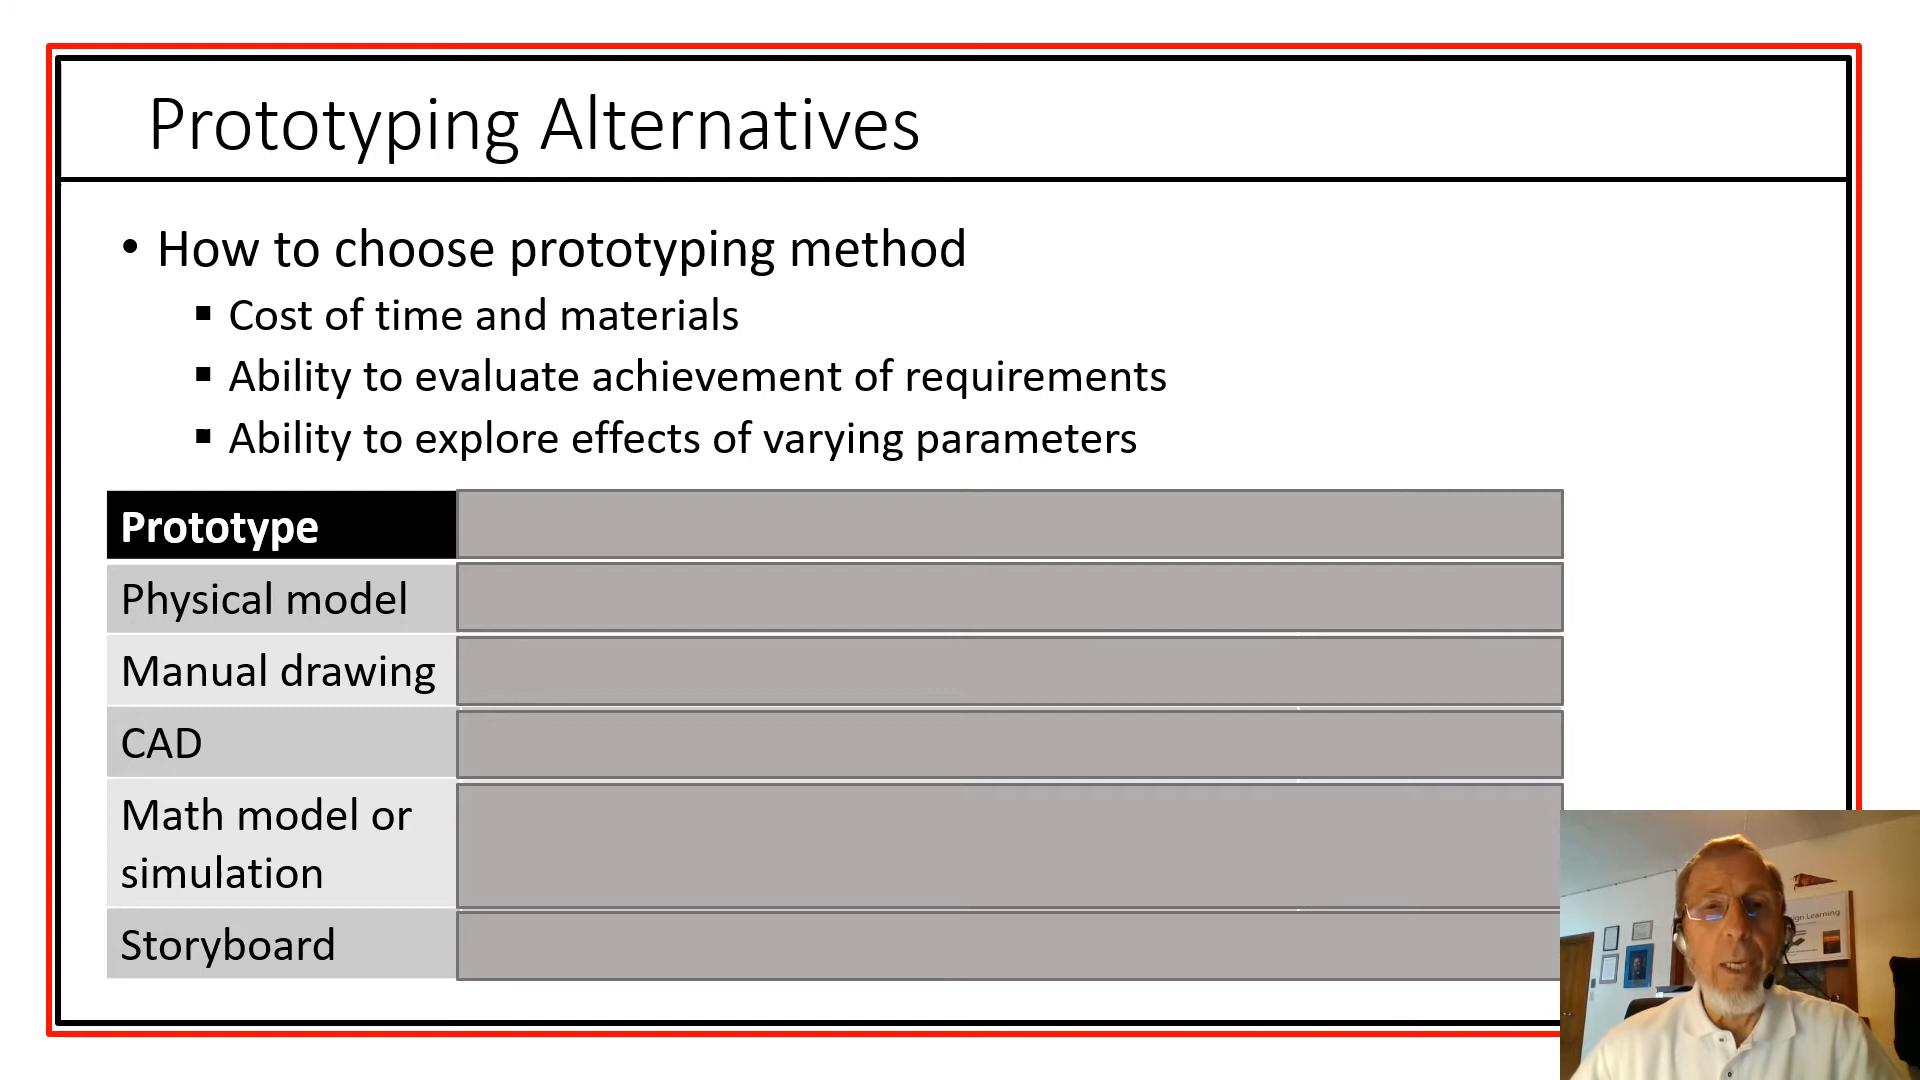 Prototyping Alternatives
• How to choose prototyping method
▪ Cost of time and materials
▪ Ability to evaluate achievement of requirements
▪ Ability to explore effects of varying parameters
Prototype
Physical model
Manual drawing
CAD
Math model or
simulation
Storyboard
Learning